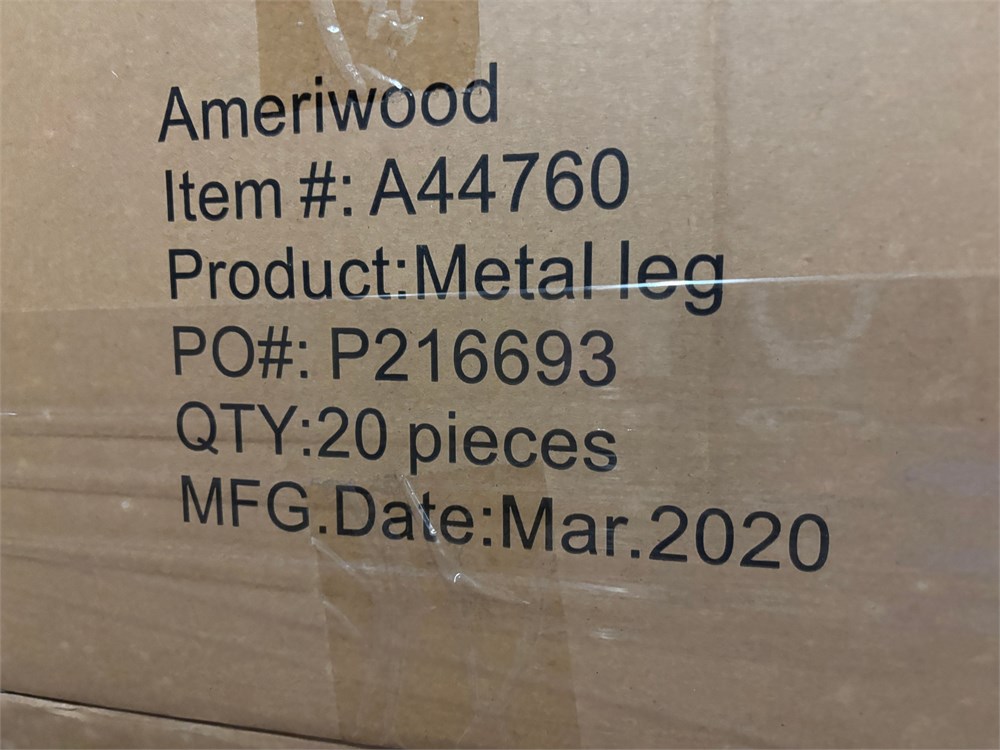 Ameriwood
Item #: A44760
Product:Metal leg
PO#: P216693
QTY:20 pieces
MFG.Date:Mar.2020